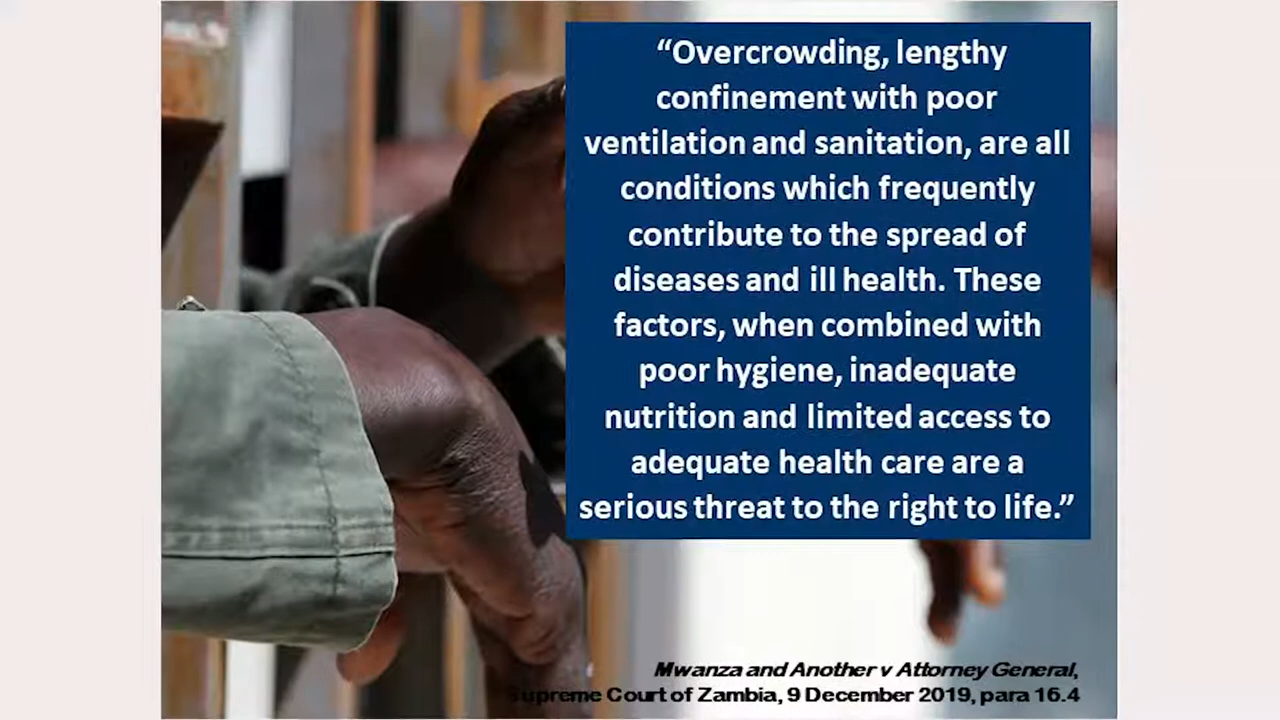 “Overcrowding, lengthy
confinement with poor
ventilation and sanitation, are all
conditions which frequently
contribute to the spread of
diseases and ill health. These
factors, when combined with
poor hygiene, inadequate
nutrition and limited access to
adequate health care are a
serious threat to the right to life.”
Mwanza and Another v Attorney General,
Supreme Court of Zambia, 9 December 2019, para 16.4